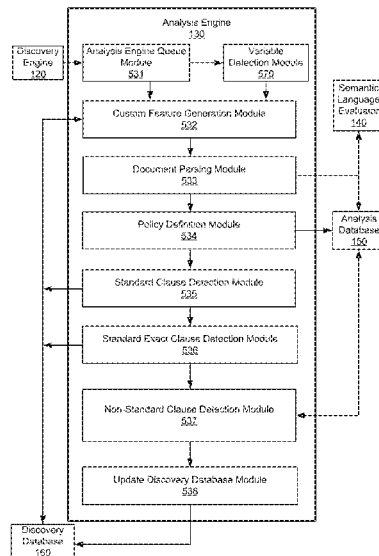 Analysis Engine
130
Discovery
Engine
120
Analysis Engine Queue
Module
531
Variable
Detection Module
570
Custom Feature Generation Module
532
Semantic
Language
Evaluation
140
Document Parsing Module
533
Policy Definition Module
534
Analysis
Database
150
Standard Clause Detection Module
535
Standard Exact Clause Detection Module
536
Non-Standard Clause Detection Module
537
Update Discovery Database Module
538
Discovery
Database
160